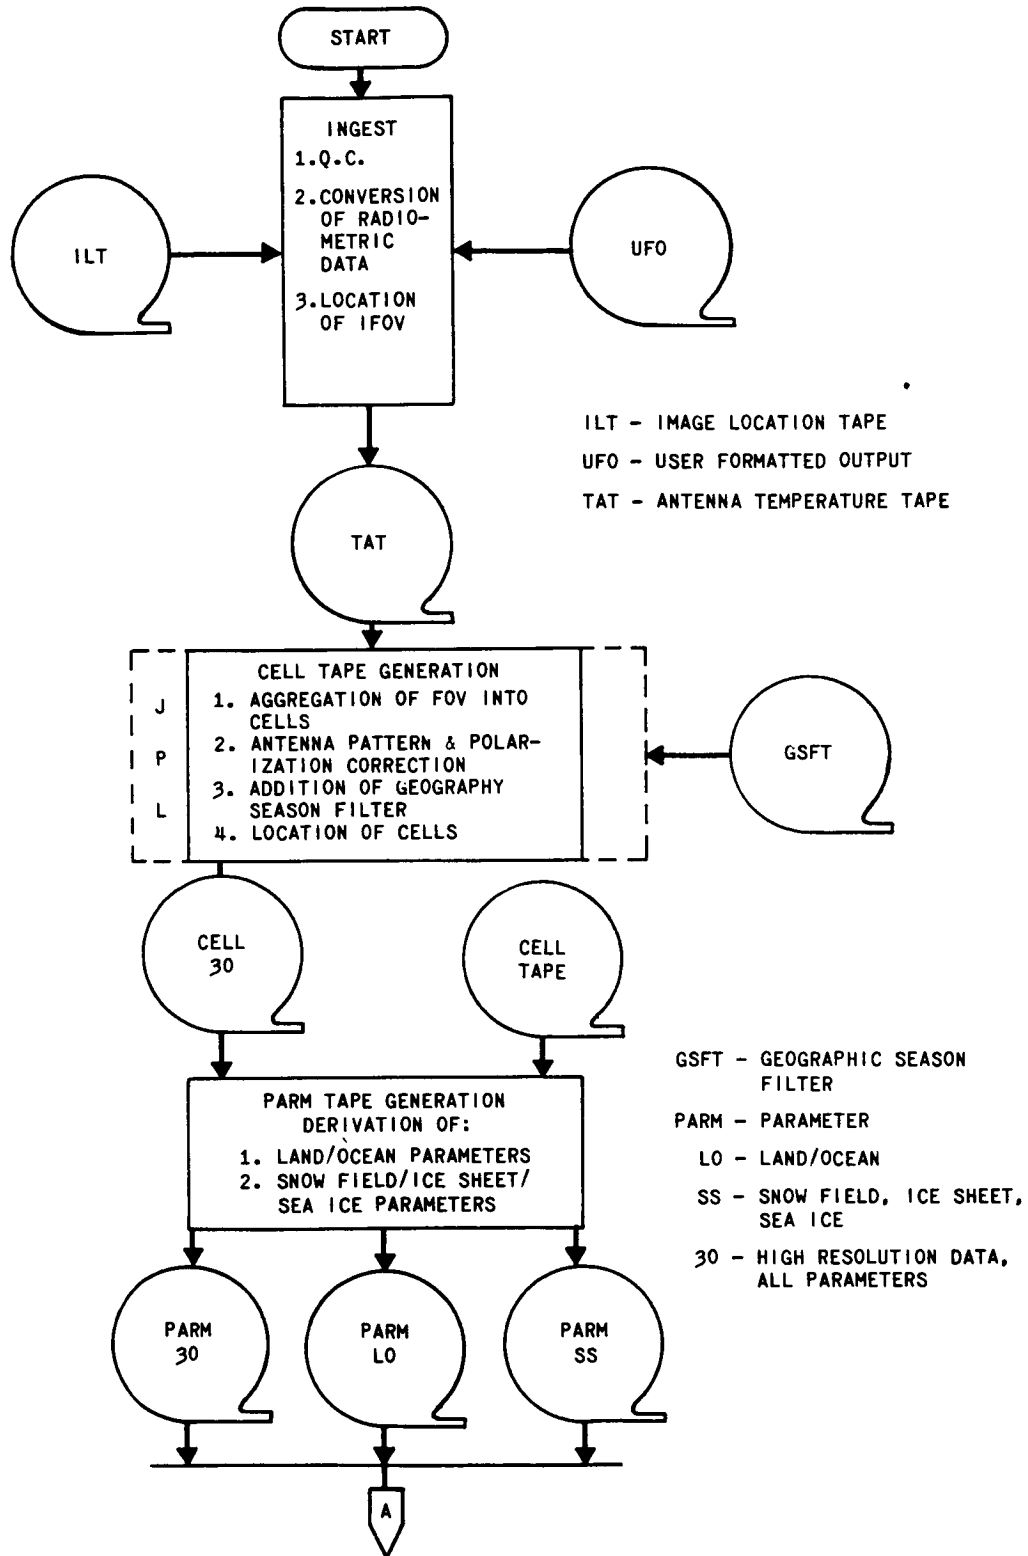 START
INGEST
1.Q.C.
2.CONVERSION
OF RADIO-
METRIC
DATA
3.LOCATION
OF IFOV
ILT
UFO
ILT - IMAGE LOCATION TAPE
UFO - USER FORMATTED OUTPUT
TAT - ANTENNA TEMPERATURE TAPE
TAT
J
P
L
CELL TAPE GENERATION
1. AGGREGATION OF FOV INTO
CELLS
2. ANTENNA PATTERN & POLAR-
IZATION CORRECTION
3. ADDITION OF GEOGRAPHY
SEASON FILTER
4. LOCATION OF CELLS
GSFT
CELL
30
CELL
TAPE
PARM TAPE GENERATION
DERIVATION OF:
1. LAND/OCEAN PARAMETERS
2. SNOW FIELD/ICE SHEET/
SEA ICE PARAMETERS
GSFT - GEOGRAPHIC SEASON
FILTER
PARM - PARAMETER
LO - LAND/OCEAN
SS - SNOW FIELD, ICE SHEET,
SEA ICE
30 - HIGH RESOLUTION DATA,
ALL PARAMETERS
PARM
30
PARM
LO
PARM
SS
A